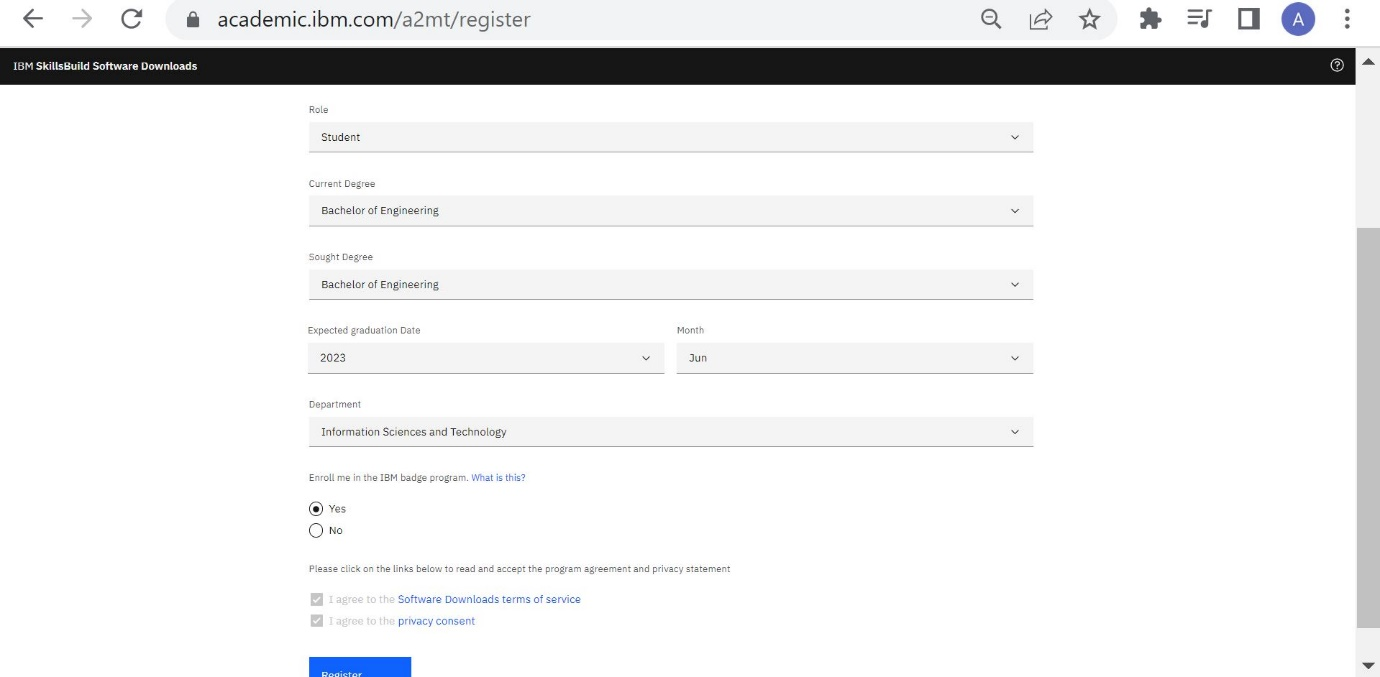 academic.ibm.com/a2mt/register
A
IBM SkillsBuild Software Downloads
Role
Student
Current Degree
Bachelor of Engineering
Sought Degree
Bachelor of Engineering
Expected graduation Date Month
2023 Jun
Department
Information Sciences and Technology
Enroll me in the IBM badge program. What is this?
Yes
No
Please click on the links below to read and accept the program agreement and privacy statement
I agree to the Software Downloads terms of service
I agree to the privacy consent
Register